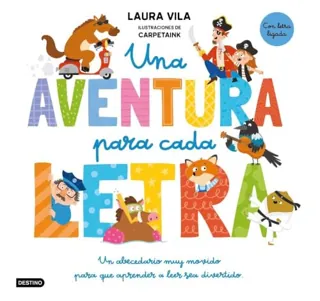 LAURA VILA
ILUSTRACIONES DE
CARPETAINK
Con letra
ligada
Una
AVENTURA
para cada
LETRA
Un abecedario muy movido
para que aprender a leer sea divertido
DESTINO